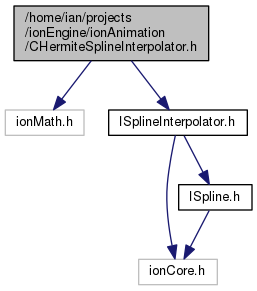 /home/ian/projects
/ionEngine/ionAnimation
/CHermiteSplineInterpolator.h
ionMath.h
ISplineInterpolator.h
ISpline.h
ionCore.h